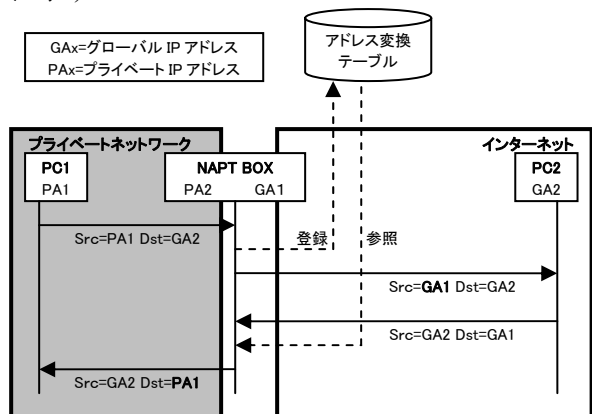 GAx=グローバル IP アドレス
PAx=プライベート IP アドレス
アドレス変換
テーブル
プライベートネットワーク
インターネット
PC1
PA1
NAPT BOX
PA2 GA1
PC2
GA2
Src=PA1 Dst=GA2
登録
参照
Src=GA1 Dst=GA2
Src=GA2 Dst=GA1
Src=GA2 Dst=PA1